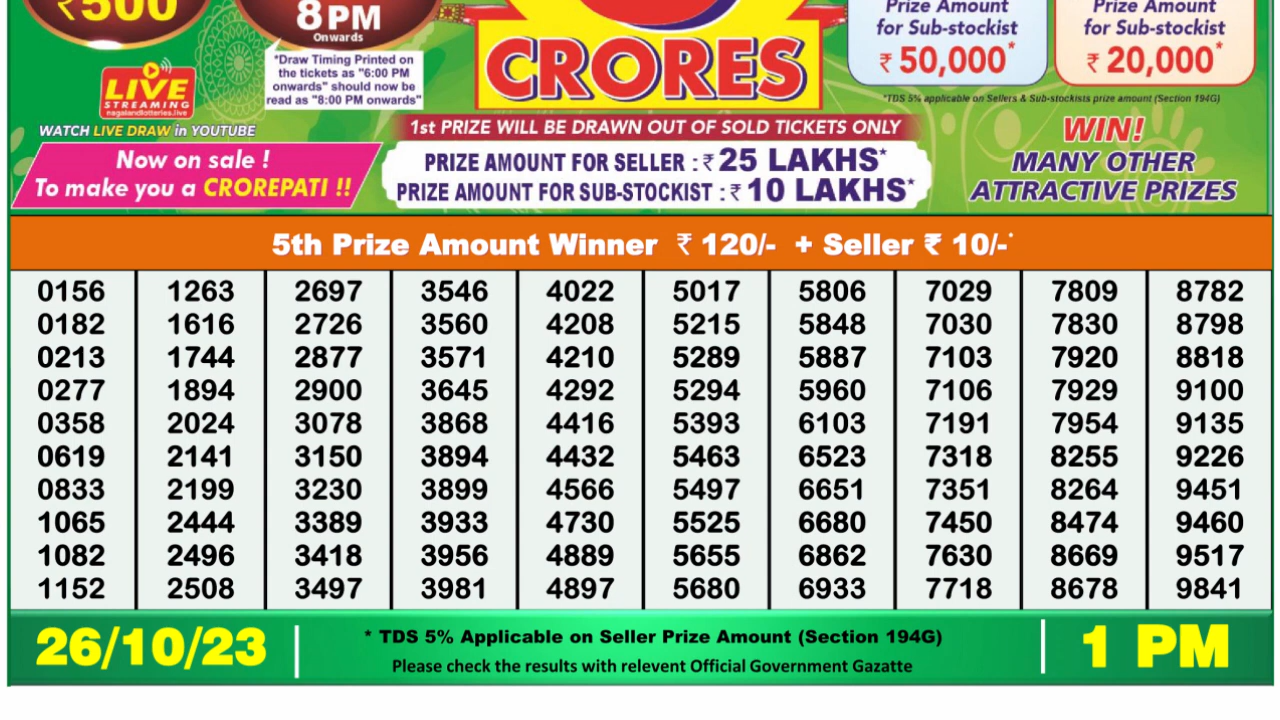 ₹500
8PM
Onwards
*Draw Timing Printed on
the tickets as "6:00 PM
onwards" should now be
read as "8:00 PM onwards"
LIVE
STREAMING
nagalandlotteries.live
WATCH LIVE DRAW in YOUTUBE
Now on sale !
To make you a CROREPATI !!
CRORES
1st PRIZE WILL BE DRAWN OUT OF SOLD TICKETS ONLY
PRIZE AMOUNT FOR SELLER : ₹ 25 LAKHS*
PRIZE AMOUNT FOR SUB-STOCKIST : ₹ 10 LAKHS*
Prize Amount
for Sub-stockist
₹ 50,000*
Prize Amount
for Sub-stockist
₹ 20,000*
*TDS 5% applicable on Sellers & Sub-stockists prize amount (Section 194G)
WIN!
MANY OTHER
ATTRACTIVE PRIZES
5th Prize Amount Winner ₹ 120/- + Seller ₹ 10/-*
0156 1263 2697 3546 4022 5017 5806 7029 7809 8782
0182 1616 2726 3560 4208 5215 5848 7030 7830 8798
0213 1744 2877 3571 4210 5289 5887 7103 7920 8818
0277 1894 2900 3645 4292 5294 5960 7106 7929 9100
0358 2024 3078 3868 4416 5393 6103 7191 7954 9135
0619 2141 3150 3894 4432 5463 6523 7318 8255 9226
0833 2199 3230 3899 4566 5497 6651 7351 8264 9451
1065 2444 3389 3933 4730 5525 6680 7450 8474 9460
1082 2496 3418 3956 4889 5655 6862 7630 8669 9517
1152 2508 3497 3981 4897 5680 6933 7718 8678 9841
26/10/23
* TDS 5% Applicable on Seller Prize Amount (Section 194G)
Please check the results with relevent Official Government Gazatte
1 PM